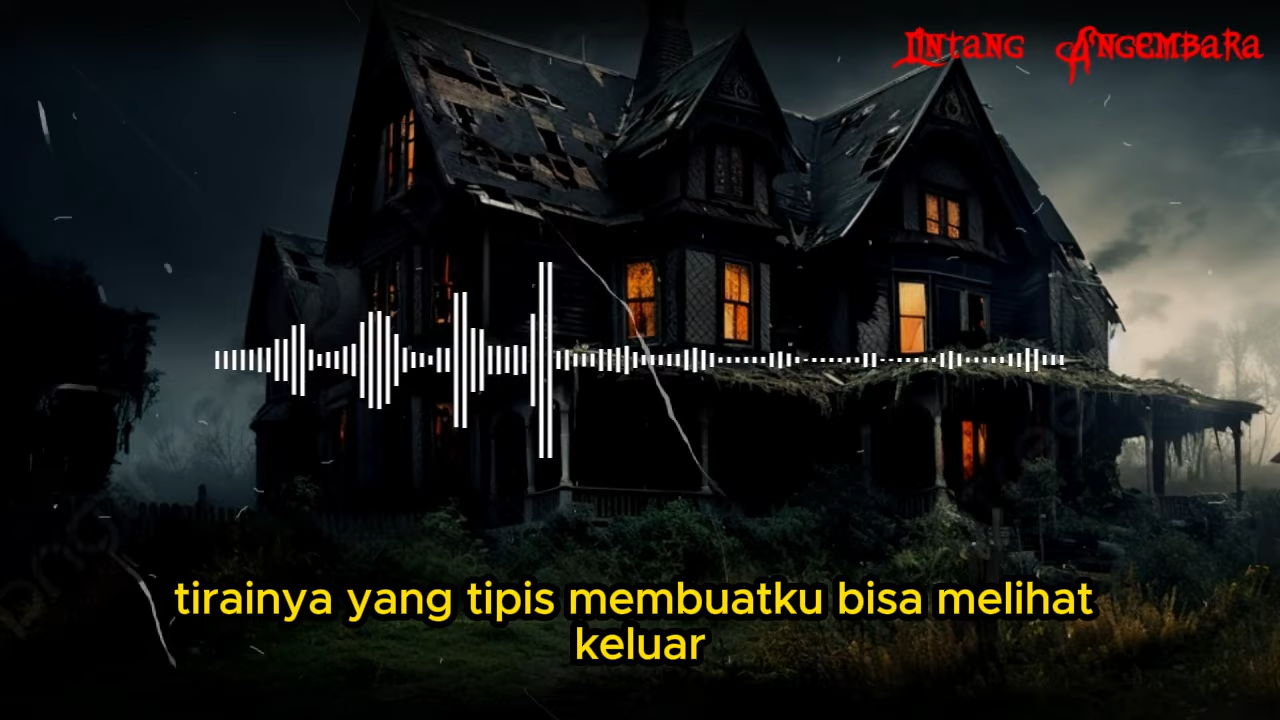 Lintang Angembara
tirainya yang tipis membuatku bisa melihat
keluar